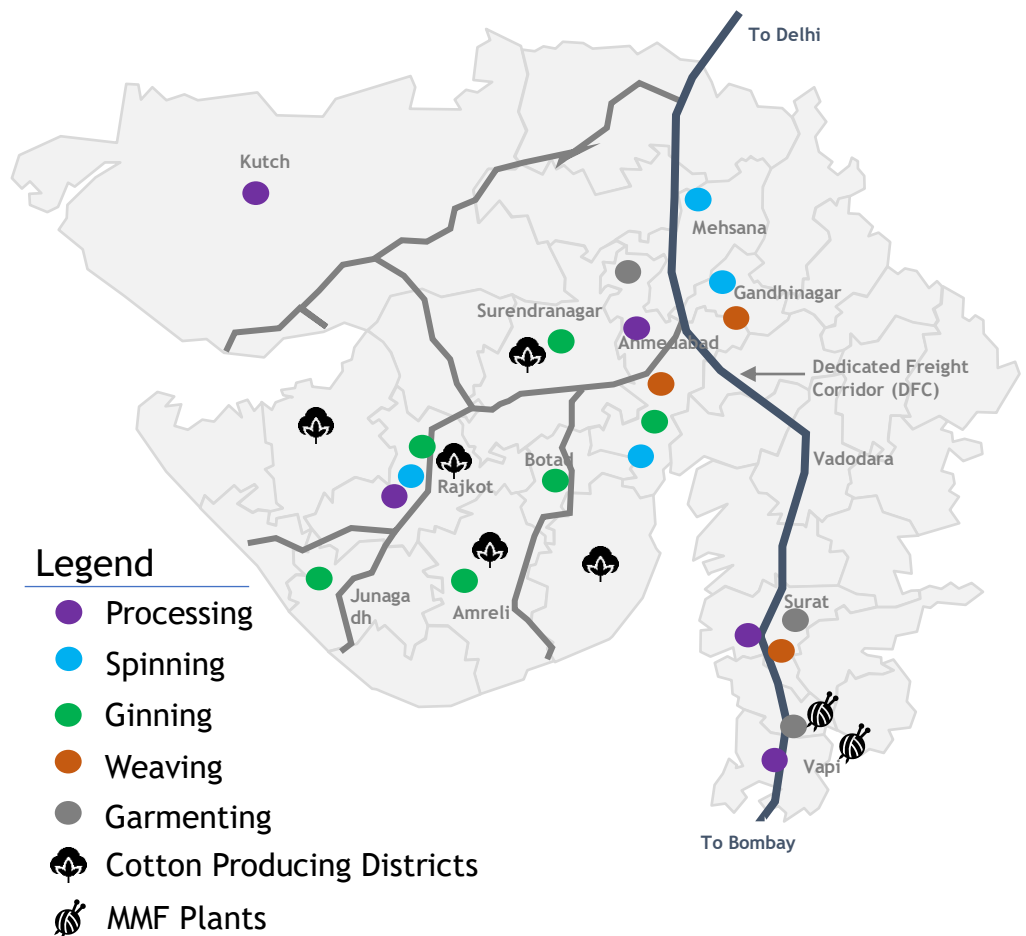 To Delhi
Kutch
Mehsana
Gandhinagar
Surendranagar
Ahmedabad
Dedicated Freight
Corridor (DFC)
Botad
Vadodara
Rajkot
Legend
Junaga
dh
Amreli
Surat
Processing
Spinning
Ginning
Weaving
Vapi
Garmenting
To Bombay
Cotton Producing Districts
MMF Plants